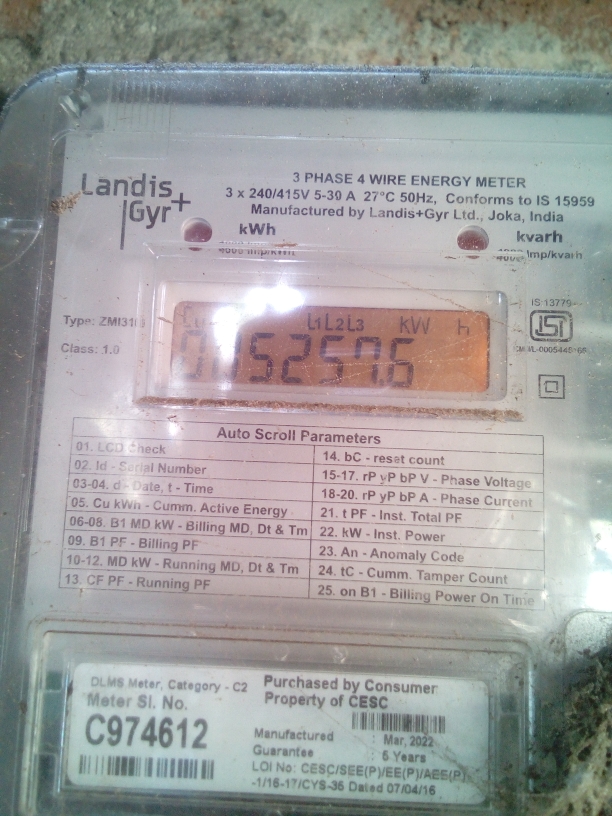 Landis
Gyr+
3 PHASE 4 WIRE ENERGY METER
3 x 240/415V 5-30 A 27°C 50Hz, Conforms to IS 15959
Manufactured by Landis+Gyr Ltd., Joka, India
kWh
kvarh
Imp/kWh
Imp/kvarh
IS 13779
Type:
Class: 1.0
L1L2L3 kW h
Auto Scroll Parameters
01. LCD Check
02. Id - Serial Number
03-04. d - Date, t - Time
05. Cu kWh - Cumm. Active Energy
06-08. B1 MD kW - Billing MD, Dt & Tm
09. B1 PF - Billing PF
10-12. MD kW - Running MD, Dt & Tm
13. CF PF - Running PF
14. bC - reset count
15-17. rP yP bP V - Phase Voltage
18-20. rP yP bP A - Phase Current
21. t PF - Inst. Total PF
22. kW - Inst. Power
23. An - Anomaly Code
24. tC - Cumm. Tamper Count
25. on B1 - Billing Power On Time
DLMS Meter, Category - C2
Meter Sl. No.
C974612
Purchased by Consumer
Property of CESC
Manufactured : Mar, 2022
Guarantee : 5 Years
LOI No: CESC/SEE(P)/EE(P)/AEE(P)
-1/16-17/CYS-35 Dated 07/04/16